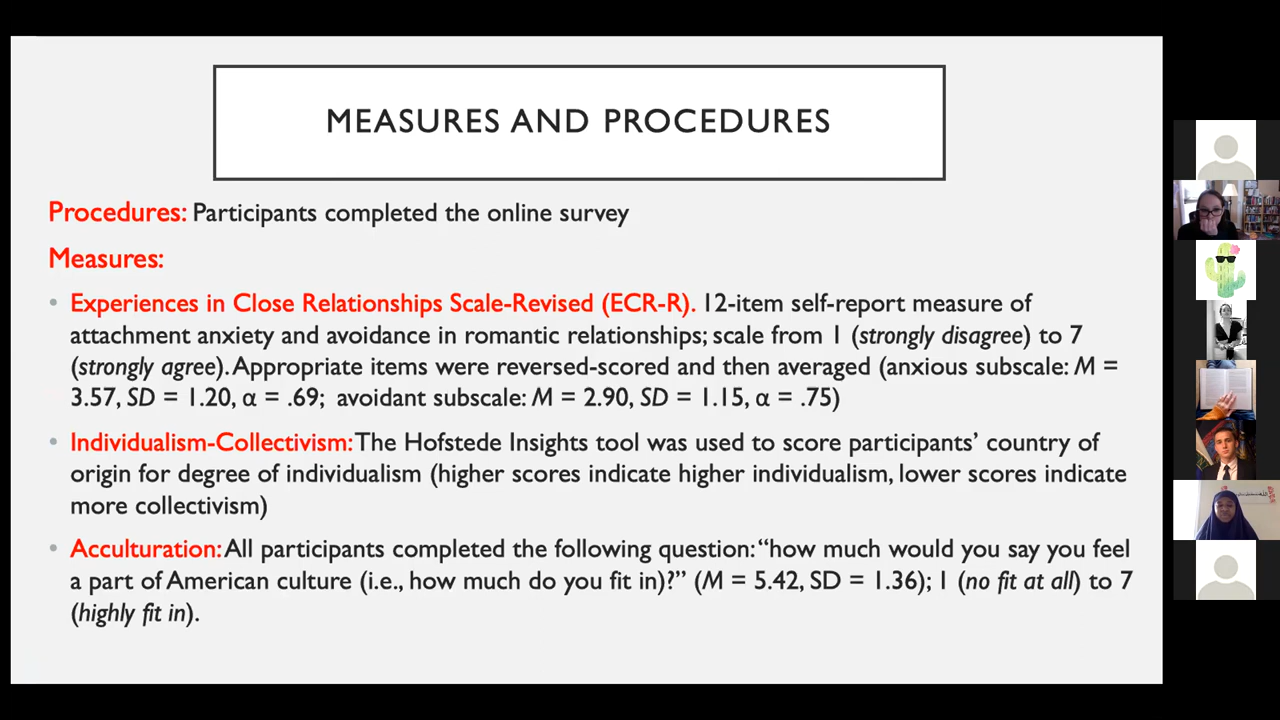 MEASURES AND PROCEDURES
Procedures: Participants completed the online survey
Measures:
• Experiences in Close Relationships Scale-Revised (ECR-R). 12-item self-report measure of
attachment anxiety and avoidance in romantic relationships; scale from 1 (strongly disagree) to 7
(strongly agree). Appropriate items were reversed-scored and then averaged (anxious subscale: M =
3.57, SD = 1.20, α = .69; avoidant subscale: M = 2.90, SD = 1.15, α = .75)
• Individualism-Collectivism: The Hofstede Insights tool was used to score participants’ country of
origin for degree of individualism (higher scores indicate higher individualism, lower scores indicate
more collectivism)
• Acculturation: All participants completed the following question: “how much would you say you feel
a part of American culture (i.e., how much do you fit in)?” (M = 5.42, SD = 1.36); 1 (no fit at all) to 7
(highly fit in).